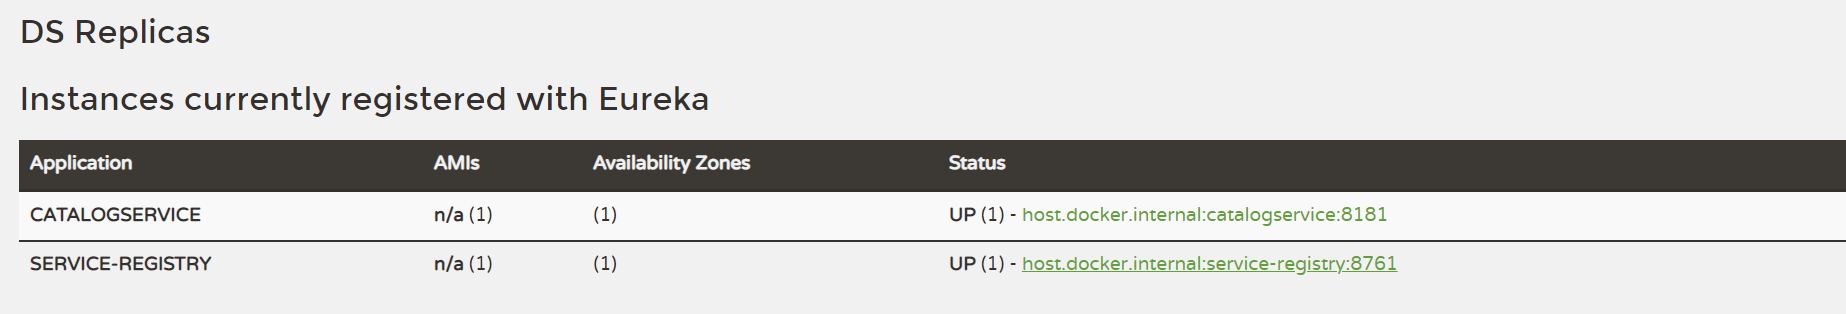 DS Replicas
Instances currently registered with Eureka
Application AMIs Availability Zones Status
CATALOGSERVICE n/a (1) (1) UP (1) - host.docker.internal:catalogservice:8181
SERVICE-REGISTRY n/a (1) (1) UP (1) - host.docker.internal:service-registry:8761